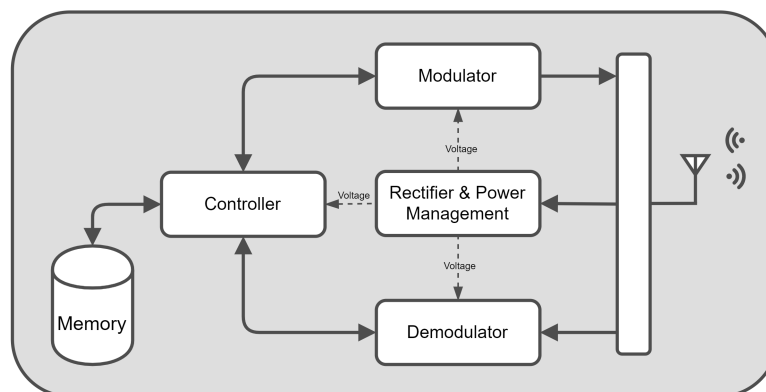 Modulator
Voltage
Controller
Voltage
Rectifier & Power
Management
Voltage
Memory
Demodulator